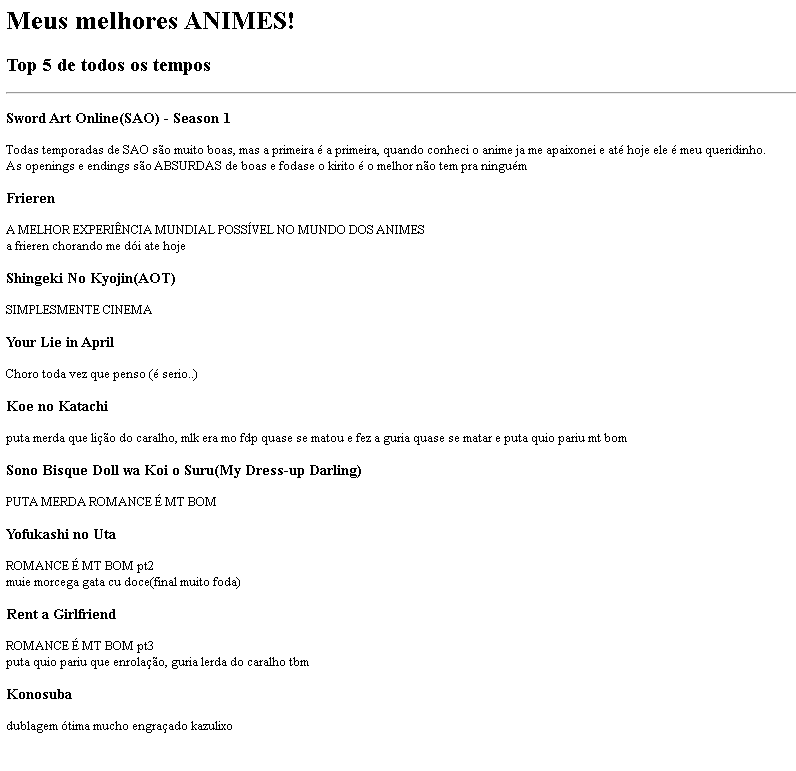 Meus melhores ANIMES!
Top 5 de todos os tempos
Sword Art Online(SAO) - Season 1
Todas temporadas de SAO são muito boas, mas a primeira é a primeira, quando conheci o anime ja me apaixonei e até hoje ele é meu queridinho.
As openings e endings são ABSURDAS de boas e fodase o kirito é o melhor não tem pra ninguém
Frieren
A MELHOR EXPERIÊNCIA MUNDIAL POSSÍVEL NO MUNDO DOS ANIMES
a frieren chorando me dói ate hoje
Shingeki No Kyojin(AOT)
SIMPLESMENTE CINEMA
Your Lie in April
Choro toda vez que penso (é serio..)
Koe no Katachi
puta merda que lição do caralho, mlk era mo fdp quase se matou e fez a guria quase se matar e puta quio pariu mt bom
Sono Bisque Doll wa Koi o Suru(My Dress-up Darling)
PUTA MERDA ROMANCE É MT BOM
Yofukashi no Uta
ROMANCE É MT BOM pt2
muie morcega gata cu doce(final muito foda)
Rent a Girlfriend
ROMANCE É MT BOM pt3
puta quio pariu que enrolação, guria lerda do caralho tbm
Konosuba
dublagem ótima mucho engraçado kazulixo